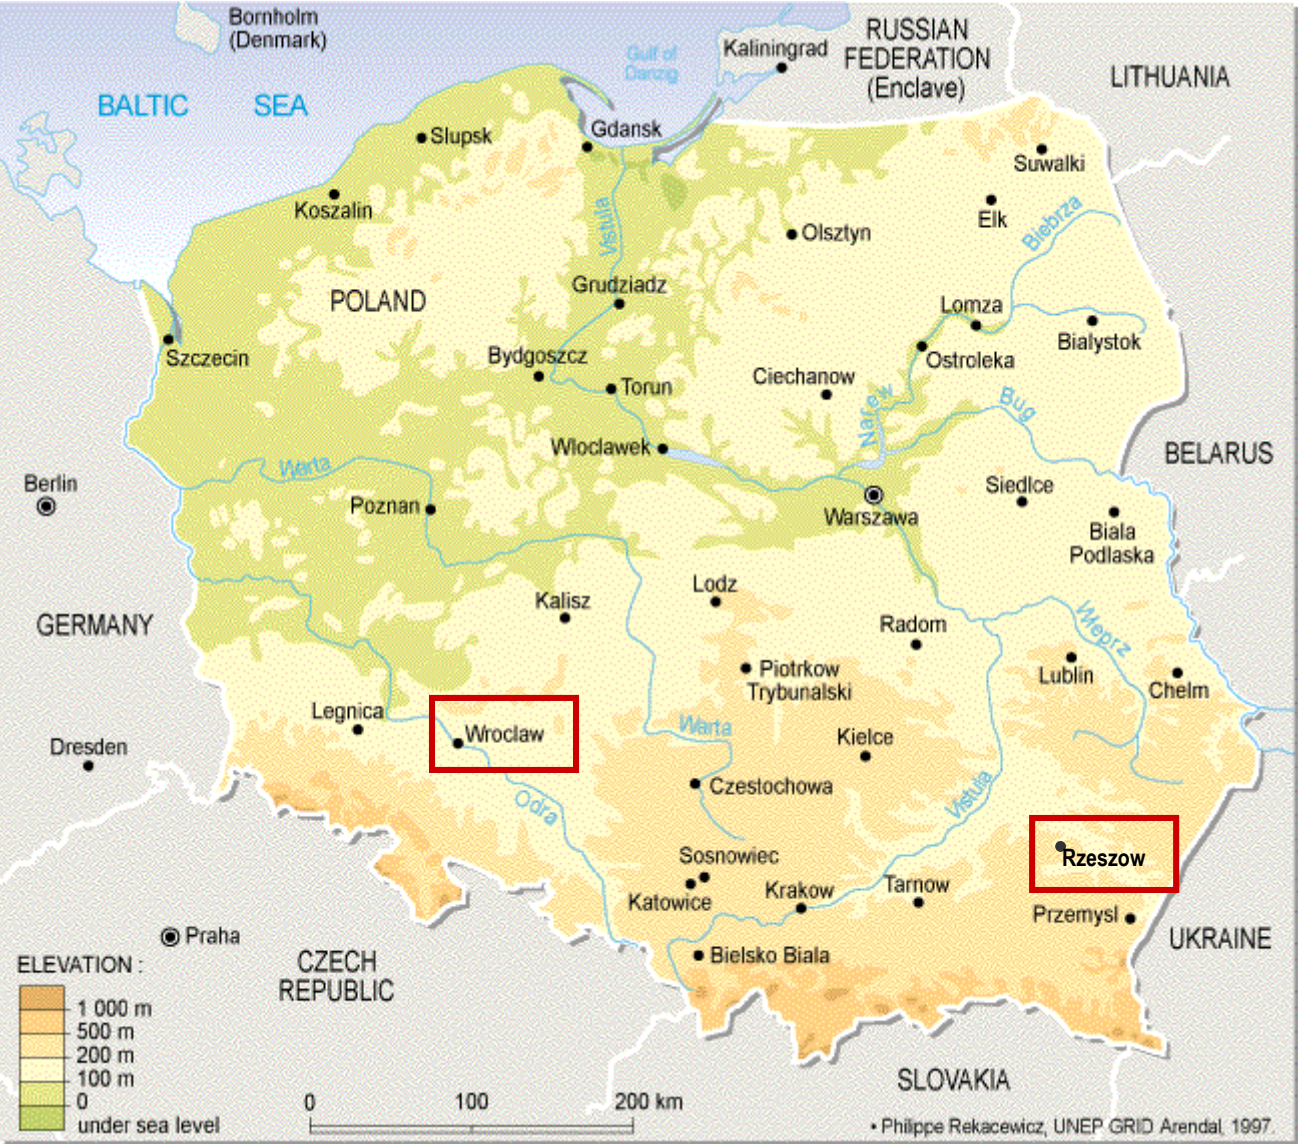 Bornholm
(Denmark)
RUSSIAN
FEDERATION
(Enclave)
Kaliningrad
Gulf of
Danzig
LITHUANIA
BALTIC SEA
Slupsk
Gdansk
Suwalki
Koszalin
Elk
Biebrza
Vistula
Olsztyn
Grudziadz
POLAND
Lomza
Bialystok
Szczecin
Bydgoszcz
Ostroleka
Torun
Ciechanow
Narew
Bug
Wloclawek
BELARUS
Warta
Berlin
Siedlce
Poznan
Warszawa
Biala
Podlaska
Lodz
Kalisz
GERMANY
Radom
Weprz
Piotrkow
Trybunalski
Lublin
Chelm
Legnica
Wroclaw
Warta
Kielce
Dresden
Czestochowa
Odra
Vistula
Sosnowiec
Rzeszow
Katowice
Krakow
Tarnow
Przemysl
Praha
UKRAINE
Bielsko Biala
CZECH
REPUBLIC
ELEVATION :
1 000 m
500 m
200 m
100 m
0
under sea level
0 100 200 km
SLOVAKIA
• Philippe Rekacewicz, UNEP GRID Arendal, 1997.